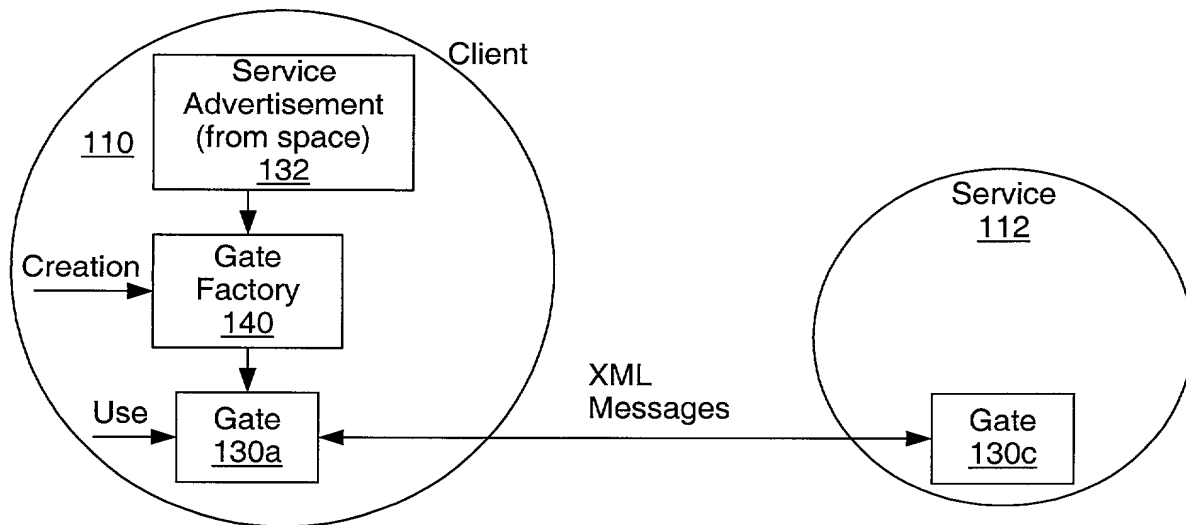 Client
Service
Advertisement
(from space)
132
110
Creation
Gate
Factory
140
Use
Gate
130a
XML
Messages
Service
112
Gate
130c